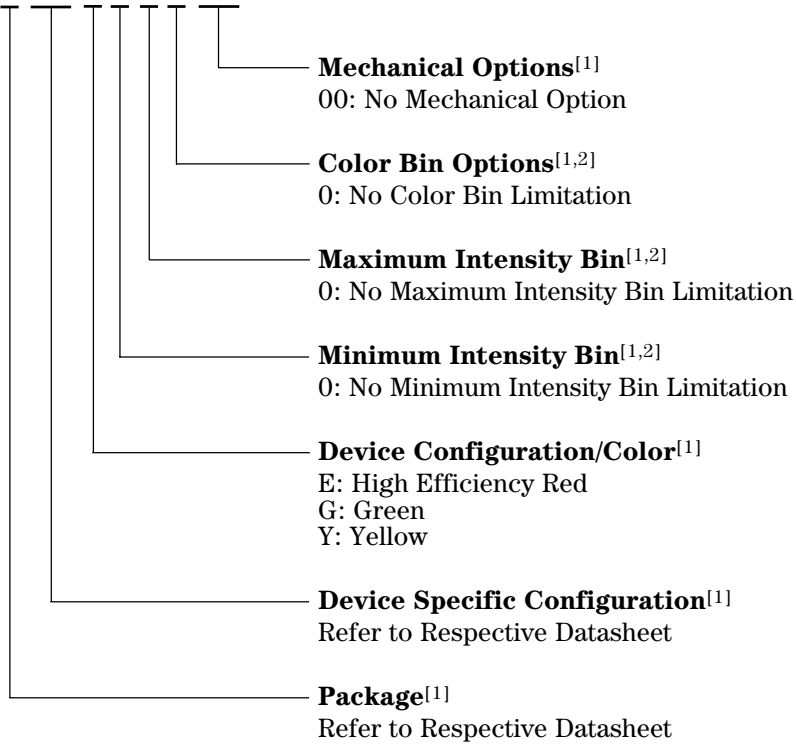 Mechanical Options[1]
00: No Mechanical Option
Color Bin Options[1,2]
0: No Color Bin Limitation
Maximum Intensity Bin[1,2]
0: No Maximum Intensity Bin Limitation
Minimum Intensity Bin[1,2]
0: No Minimum Intensity Bin Limitation
Device Configuration/Color[1]
E: High Efficiency Red
G: Green
Y: Yellow
Device Specific Configuration[1]
Refer to Respective Datasheet
Package[1]
Refer to Respective Datasheet